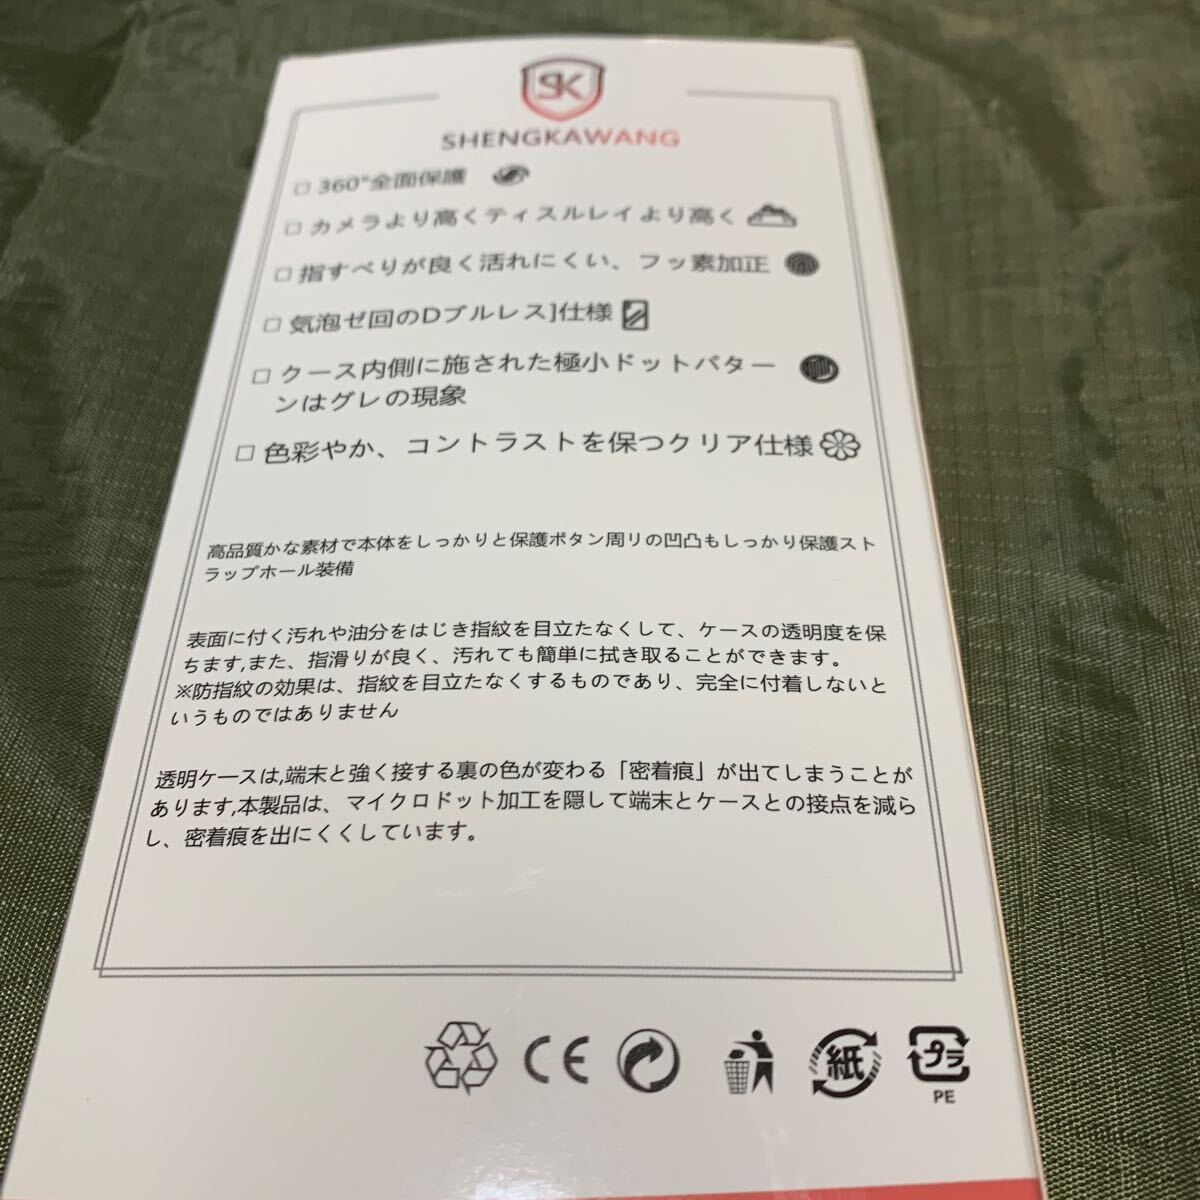 SK
SHENGKAWANG
□ 360°全面保護
□ カメラより高くティスルレイより高く
□ 指すべりが良く活れにくい、フッ素加正
□ 気泡ゼ回のDブルレス]仕様
□ クース内側に施された極小ドットパター
ンはグレの現象
□ 色彩やか、コントラストを保つクリア仕様
高品質かな素材で本体をしっかりと保護ボタン周リの凹凸もしっかり保護スト
ラップホール装備
表面に付く汚れや油分をはじき指紋を目立たなくして、ケースの透明度を保
ちます,また、指滑りが良く、汚れても簡単に拭き取ることができます。
※防指紋の効果は、指紋を目立たなくするものであり、完全に付着しないと
いうものではありません
透明ケースは,端末と強く接する裏の色が変わる「密着痕」が出てしまうことが
あります,本製品は、マイクロドット加工を隠して端末とケースとの接点を減ら
し、密着痕を出にくくしています。
CE
紙
プラ
PE